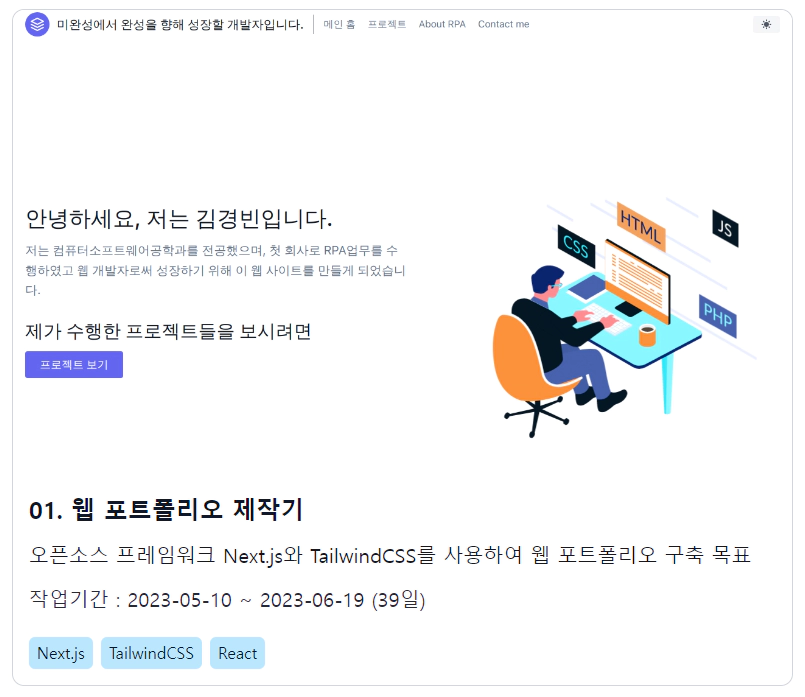 미완성에서 완성을 향해 성장할 개발자입니다.
메인 홈 프로젝트 About RPA Contact me
안녕하세요, 저는 김경빈입니다.
저는 컴퓨터소프트웨어공학과를 전공했으며, 첫 회사로 RPA업무를 수
행하였고 웹 개발자로써 성장하기 위해 이 웹 사이트를 만들게 되었습니
다.
제가 수행한 프로젝트들을 보시려면
프로젝트 보기
HTML
JS
CSS
PHP
01. 웹 포트폴리오 제작기
오픈소스 프레임워크 Next.js와 TailwindCSS를 사용하여 웹 포트폴리오 구축 목표
작업기간 : 2023-05-10 ~ 2023-06-19 (39일)
Next.js TailwindCSS React